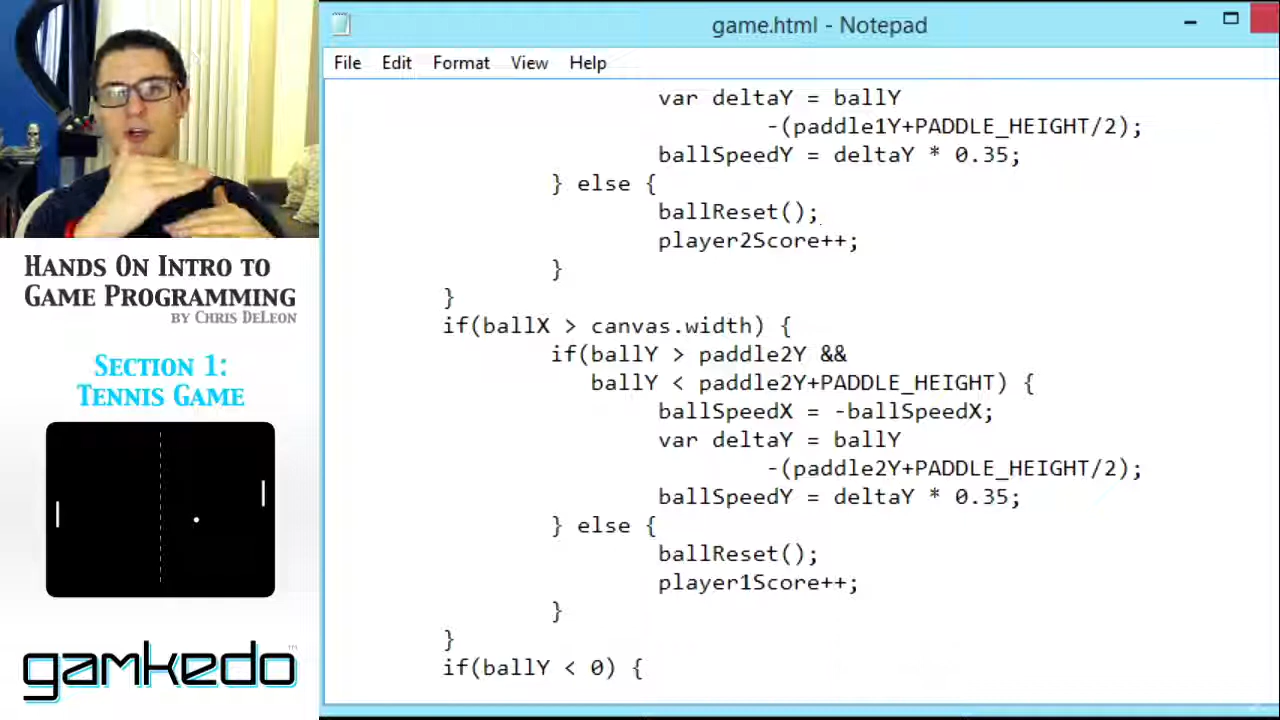 HANDS ON INTRO TO
GAME PROGRAMMING
BY CHRIS DELEON
SECTION 1:
TENNIS GAME
gamkedo™
game.html - Notepad
File Edit Format View Help
var deltaY = ballY
-(paddle1Y+PADDLE_HEIGHT/2);
ballSpeedY = deltaY * 0.35;
} else {
ballReset();
player2Score++;
}
}
if(ballX > canvas.width) {
if(ballY > paddle2Y &&
ballY < paddle2Y+PADDLE_HEIGHT) {
ballSpeedX = -ballSpeedX;
var deltaY = ballY
-(paddle2Y+PADDLE_HEIGHT/2);
ballSpeedY = deltaY * 0.35;
} else {
ballReset();
player1Score++;
}
}
if(ballY < 0) {